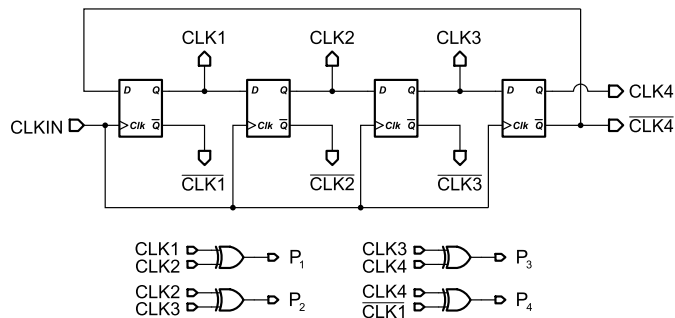 CLK1 CLK2 CLK3
D Q D Q D Q D Q CLK4
CLKIN Clk Q̅ Clk Q̅ Clk Q̅ Clk Q̅ C̅L̅K̅4̅
C̅L̅K̅1̅ C̅L̅K̅2̅ C̅L̅K̅3̅
CLK1 P₁ CLK3 P₃
CLK2 CLK4
CLK2 P₂ CLK4 P₄
CLK3 C̅L̅K̅1̅